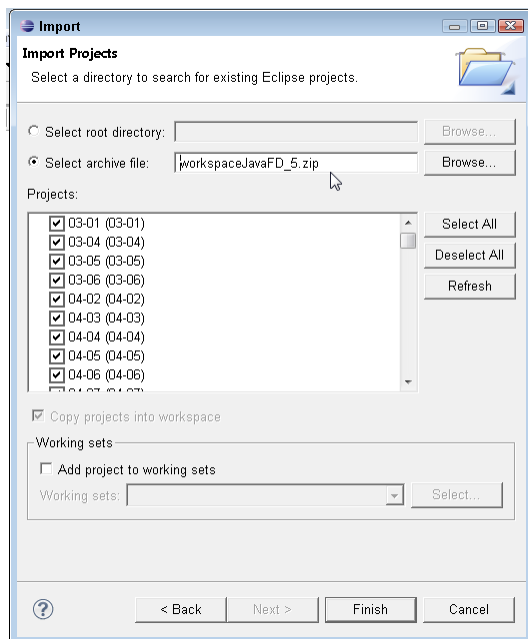 Import
Import Projects
Select a directory to search for existing Eclipse projects.
Select root directory: Browse...
Select archive file: workspaceJavaFD_5.zip Browse...
Projects:
03-01 (03-01) Select All
03-04 (03-04)
03-05 (03-05) Deselect All
03-06 (03-06)
04-02 (04-02) Refresh
04-03 (04-03)
04-04 (04-04)
04-05 (04-05)
04-06 (04-06)
Copy projects into workspace
Working sets
Add project to working sets
Working sets: Select...
? < Back Next > Finish Cancel